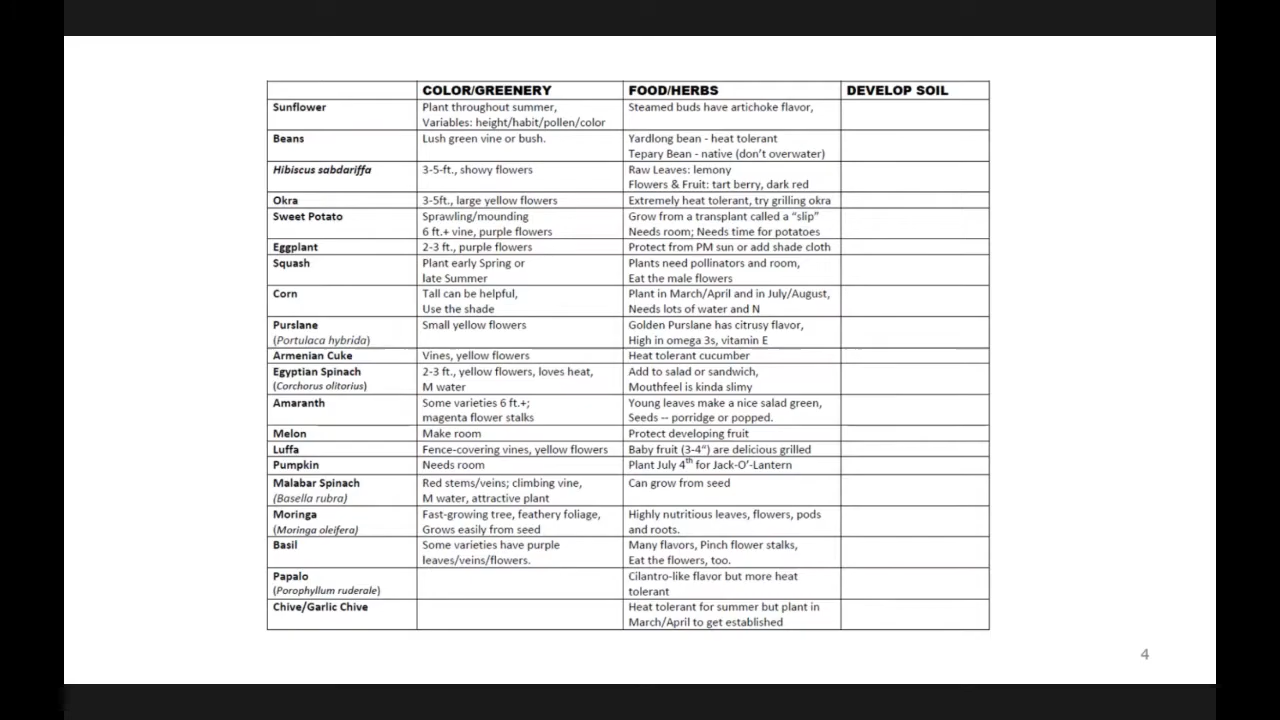 COLOR/GREENERY FOOD/HERBS DEVELOP SOIL
Sunflower Plant throughout summer, Steamed buds have artichoke flavor,
Variables: height/habit/pollen/color
Beans Lush green vine or bush. Yardlong bean - heat tolerant
Tepary Bean - native (don't overwater)
Hibiscus sabdariffa 3-5-ft., showy flowers Raw Leaves: lemony
Flowers & Fruit: tart berry, dark red
Okra 3-5ft., large yellow flowers Extremely heat tolerant, try grilling okra
Sweet Potato Sprawling/mounding Grow from a transplant called a "slip"
6 ft.+ vine, purple flowers Needs room; Needs time for potatoes
Eggplant 2-3 ft., purple flowers Protect from PM sun or add shade cloth
Squash Plant early Spring or Plants need pollinators and room,
late Summer Eat the male flowers
Corn Tall can be helpful, Plant in March/April and in July/August,
Use the shade Needs lots of water and N
Purslane Small yellow flowers Golden Purslane has citrusy flavor,
(Portulaca hybrida) High in omega 3s, vitamin E
Armenian Cuke Vines, yellow flowers Heat tolerant cucumber
Egyptian Spinach 2-3 ft., yellow flowers, loves heat, Add to salad or sandwich,
(Corchorus olitorius) M water Mouthfeel is kinda slimy
Amaranth Some varieties 6 ft.+; Young leaves make a nice salad green,
magenta flower stalks Seeds -- porridge or popped.
Melon Make room Protect developing fruit
Luffa Fence-covering vines, yellow flowers Baby fruit (3-4") are delicious grilled
Pumpkin Needs room Plant July 4th for Jack-O'-Lantern
Malabar Spinach Red stems/veins; climbing vine, Can grow from seed
(Basella rubra) M water, attractive plant
Moringa Fast-growing tree, feathery foliage, Highly nutritious leaves, flowers, pods
(Moringa oleifera) Grows easily from seed and roots.
Basil Some varieties have purple Many flavors, Pinch flower stalks,
leaves/veins/flowers. Eat the flowers, too.
Papalo Cilantro-like flavor but more heat
(Porophyllum ruderale) tolerant
Chive/Garlic Chive Heat tolerant for summer but plant in
March/April to get established
4